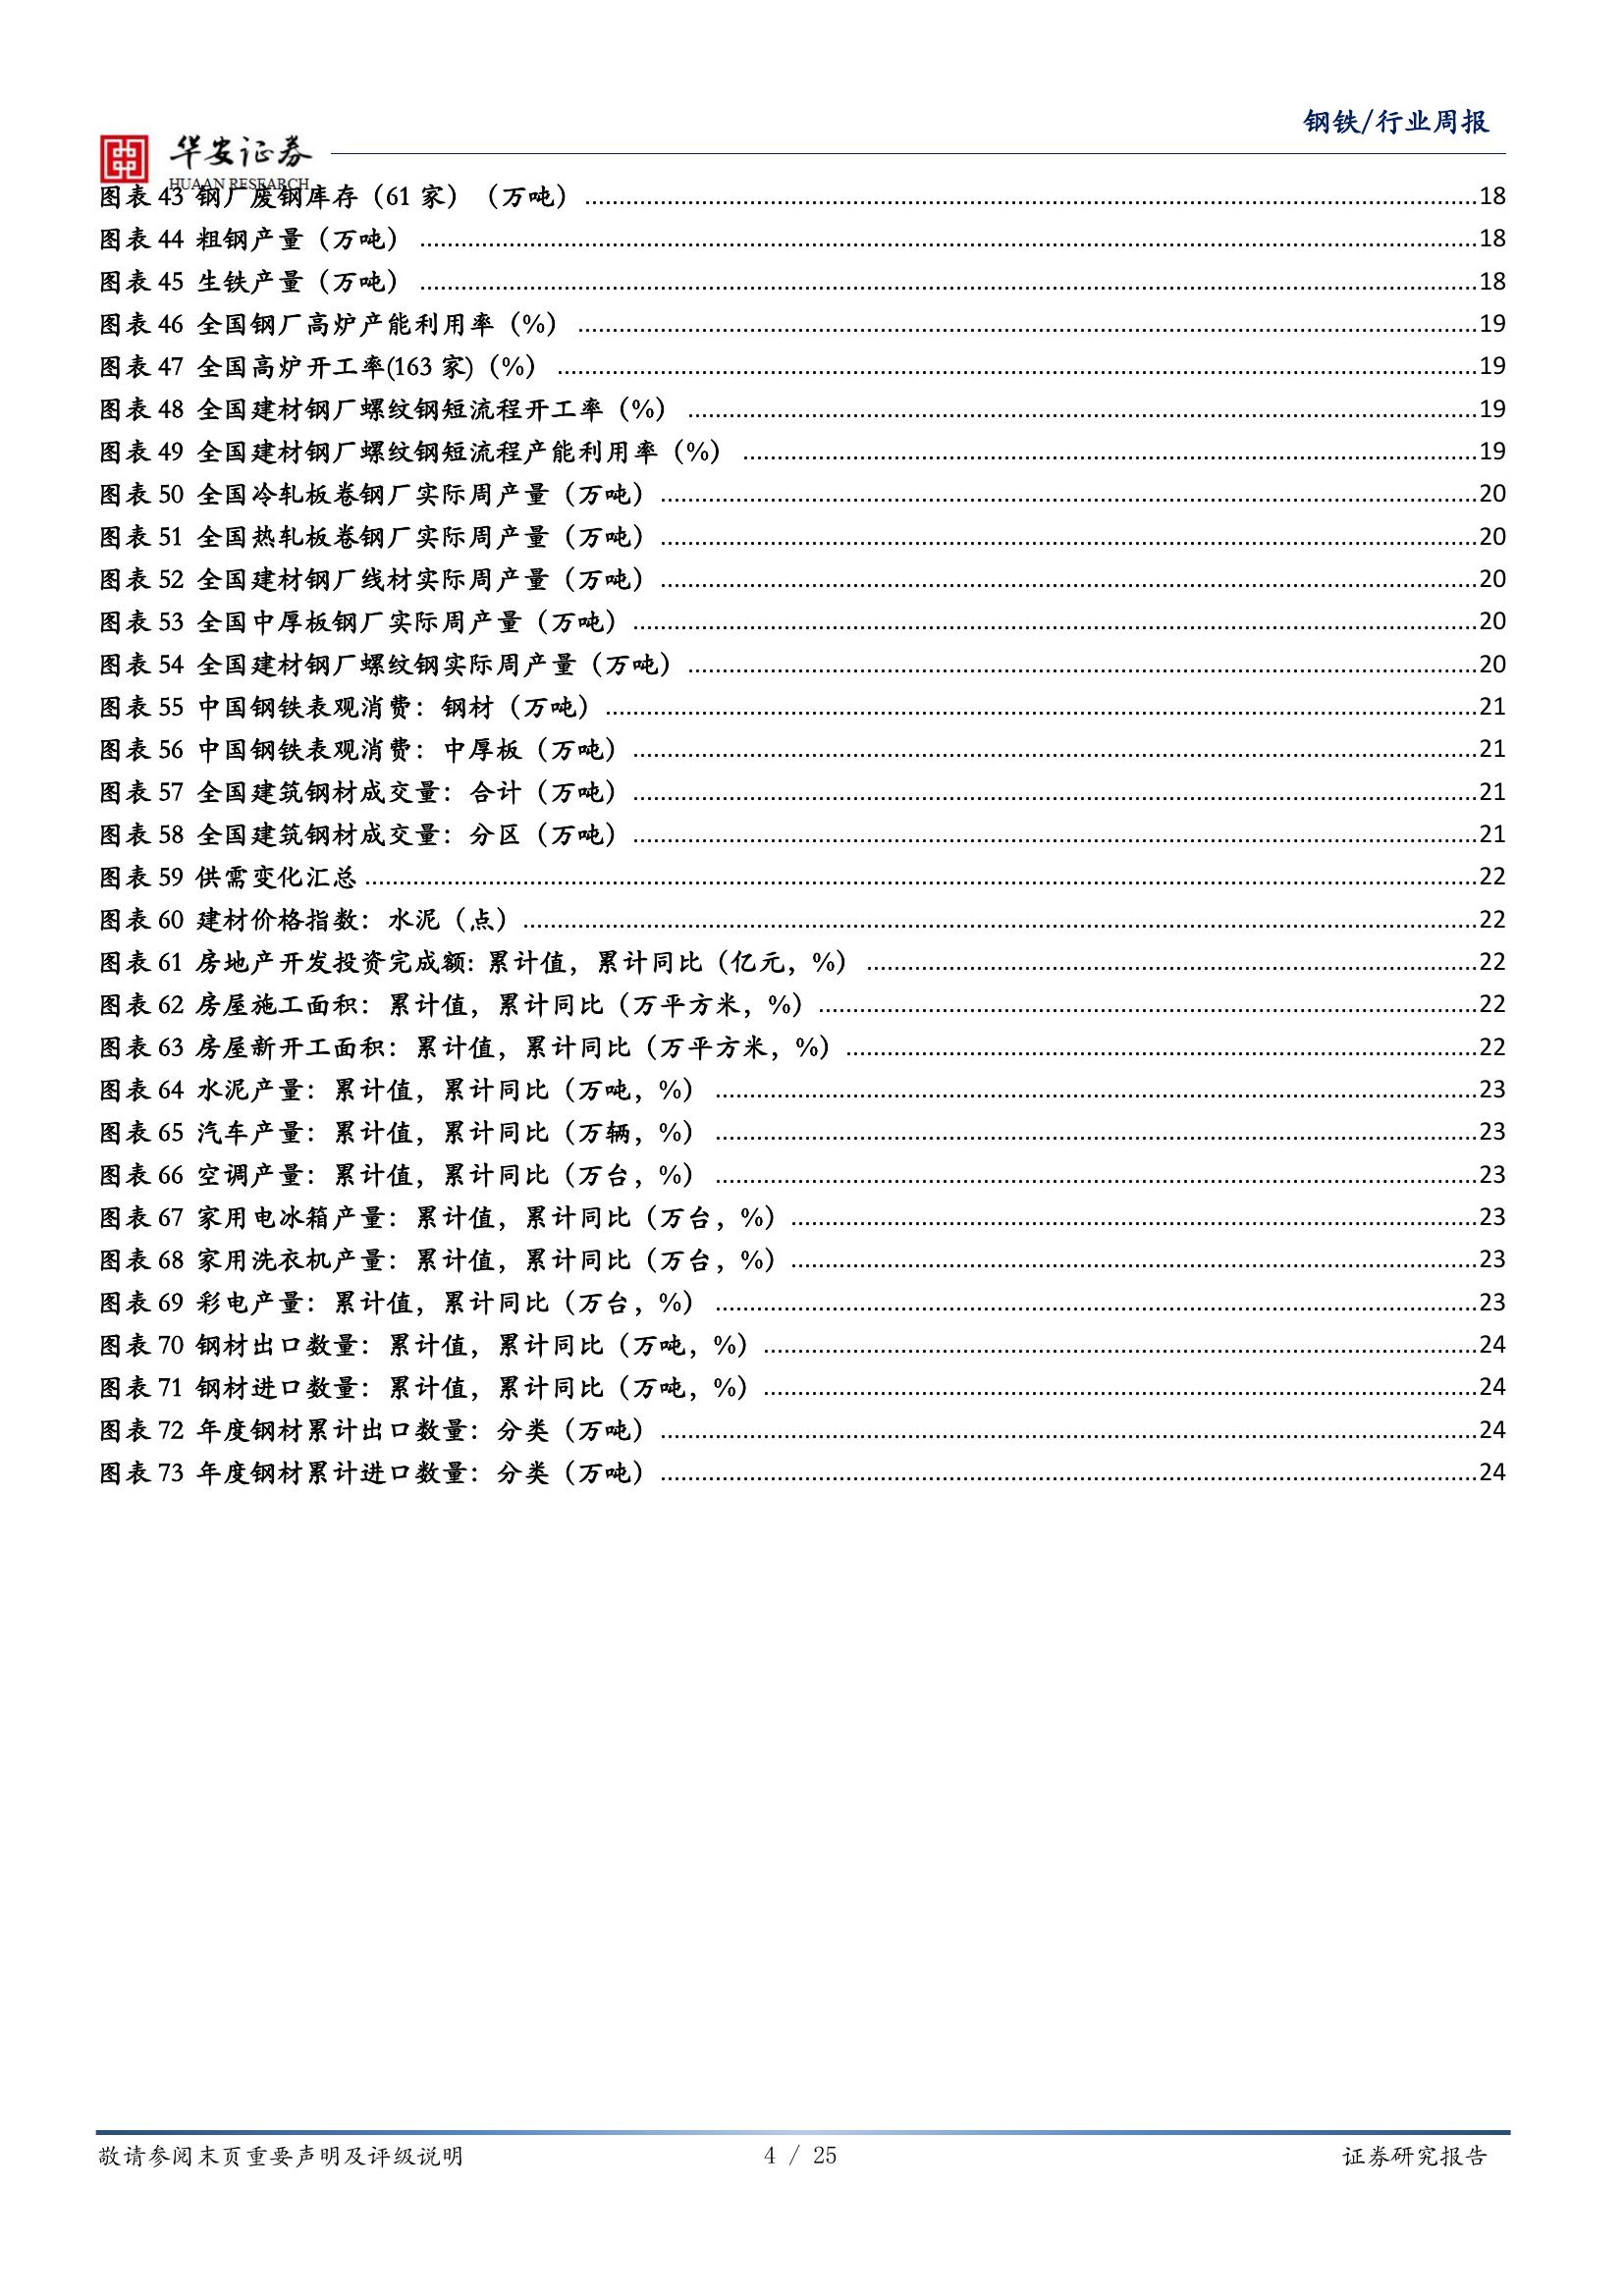 钢铁/行业周报
华安证券
HUAAN RESEARCH
图表 43 钢厂废钢库存（61 家）（万吨）18
图表 44 粗钢产量（万吨）18
图表 45 生铁产量（万吨）18
图表 46 全国钢厂高炉产能利用率（%）19
图表 47 全国高炉开工率(163 家)（%）19
图表 48 全国建材钢厂螺纹钢短流程开工率（%）19
图表 49 全国建材钢厂螺纹钢短流程产能利用率（%）19
图表 50 全国冷轧板卷钢厂实际周产量（万吨）20
图表 51 全国热轧板卷钢厂实际周产量（万吨）20
图表 52 全国建材钢厂线材实际周产量（万吨）20
图表 53 全国中厚板钢厂实际周产量（万吨）20
图表 54 全国建材钢厂螺纹钢实际周产量（万吨）20
图表 55 中国钢铁表观消费：钢材（万吨）21
图表 56 中国钢铁表观消费：中厚板（万吨）21
图表 57 全国建筑钢材成交量：合计（万吨）21
图表 58 全国建筑钢材成交量：分区（万吨）21
图表 59 供需变化汇总 22
图表 60 建材价格指数：水泥（点）22
图表 61 房地产开发投资完成额: 累计值，累计同比（亿元，%）22
图表 62 房屋施工面积：累计值，累计同比（万平方米，%）22
图表 63 房屋新开工面积：累计值，累计同比（万平方米，%）22
图表 64 水泥产量：累计值，累计同比（万吨，%）23
图表 65 汽车产量：累计值，累计同比（万辆，%）23
图表 66 空调产量：累计值，累计同比（万台，%）23
图表 67 家用电冰箱产量：累计值，累计同比（万台，%）23
图表 68 家用洗衣机产量：累计值，累计同比（万台，%）23
图表 69 彩电产量：累计值，累计同比（万台，%）23
图表 70 钢材出口数量：累计值，累计同比（万吨，%）24
图表 71 钢材进口数量：累计值，累计同比（万吨，%）24
图表 72 年度钢材累计出口数量：分类（万吨）24
图表 73 年度钢材累计进口数量：分类（万吨）24
敬请参阅末页重要声明及评级说明
4 / 25
证券研究报告